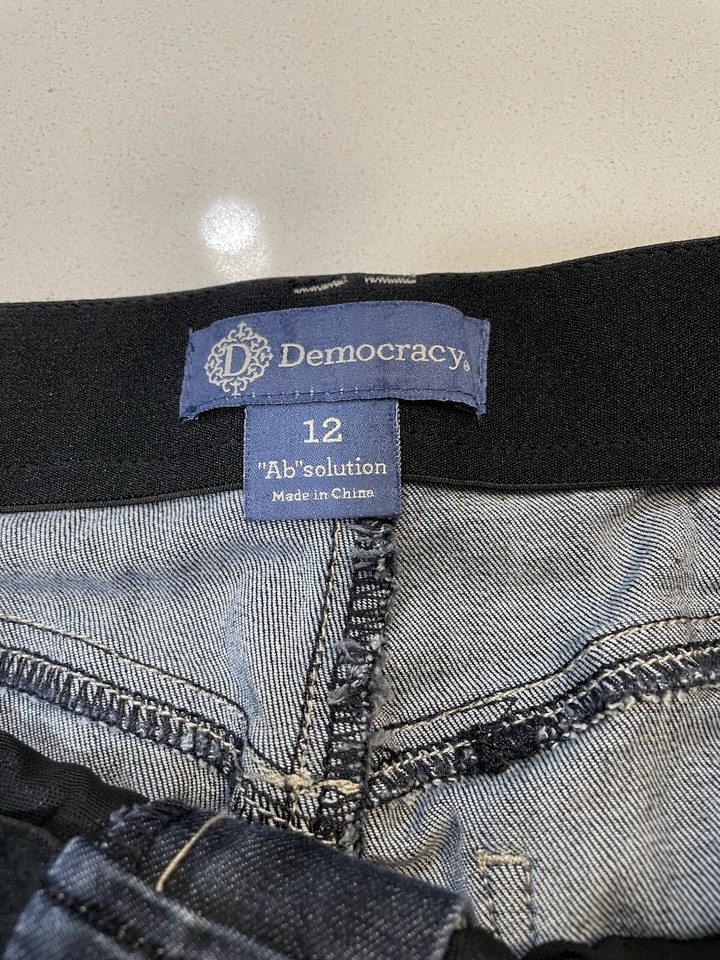 D Democracy®
12
"Ab"solution
Made in China